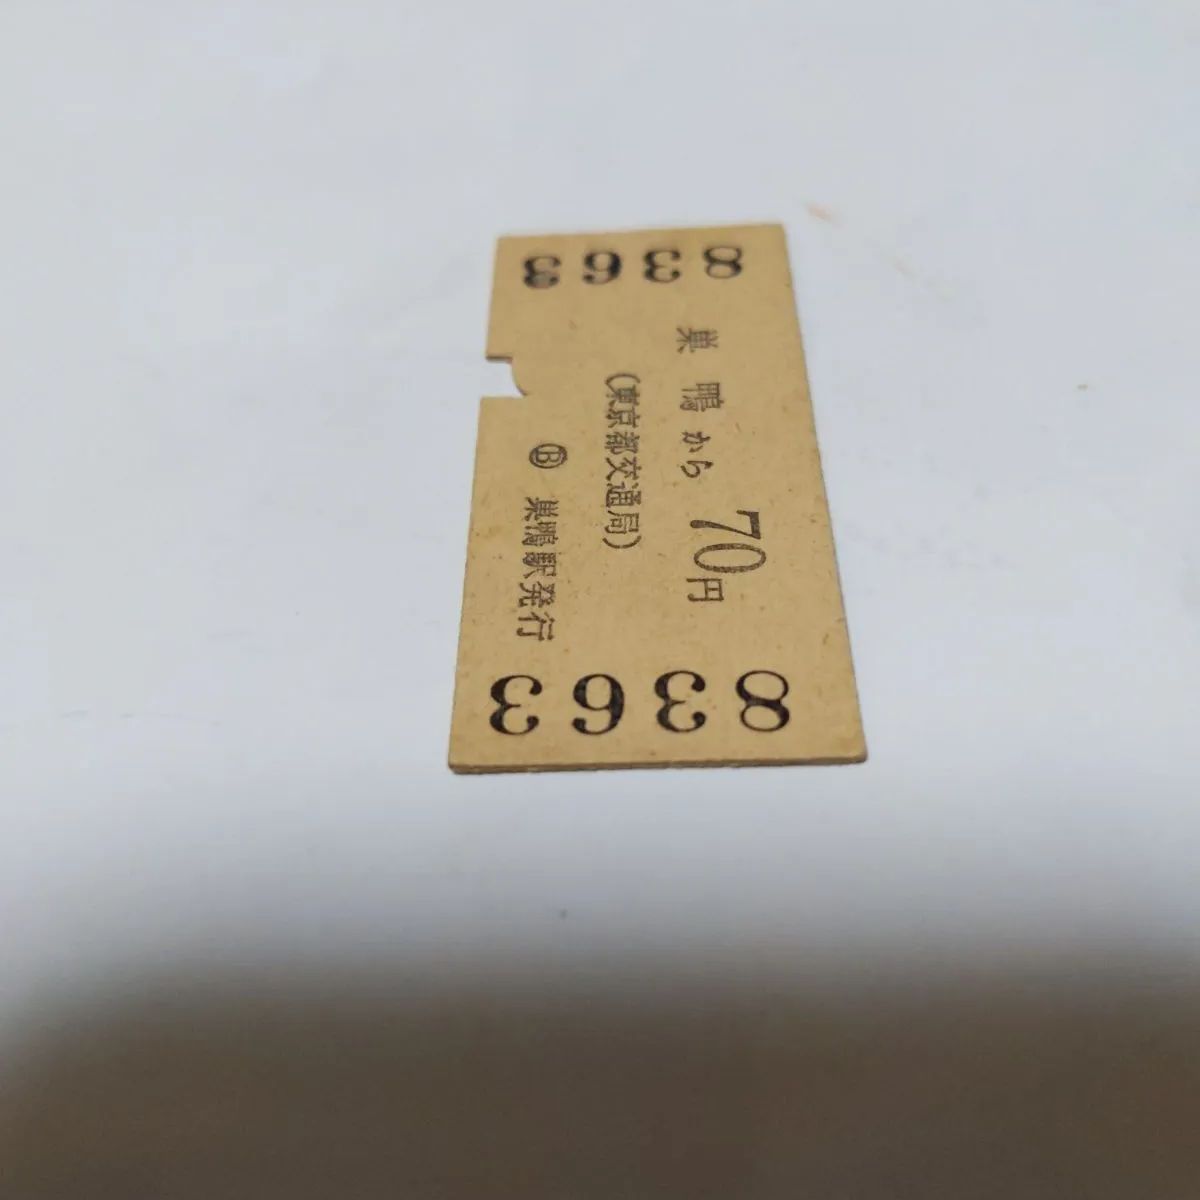 8363
巣鴨から70円
(東京都交通局)
Ⓑ 巣鴨駅発行
8363